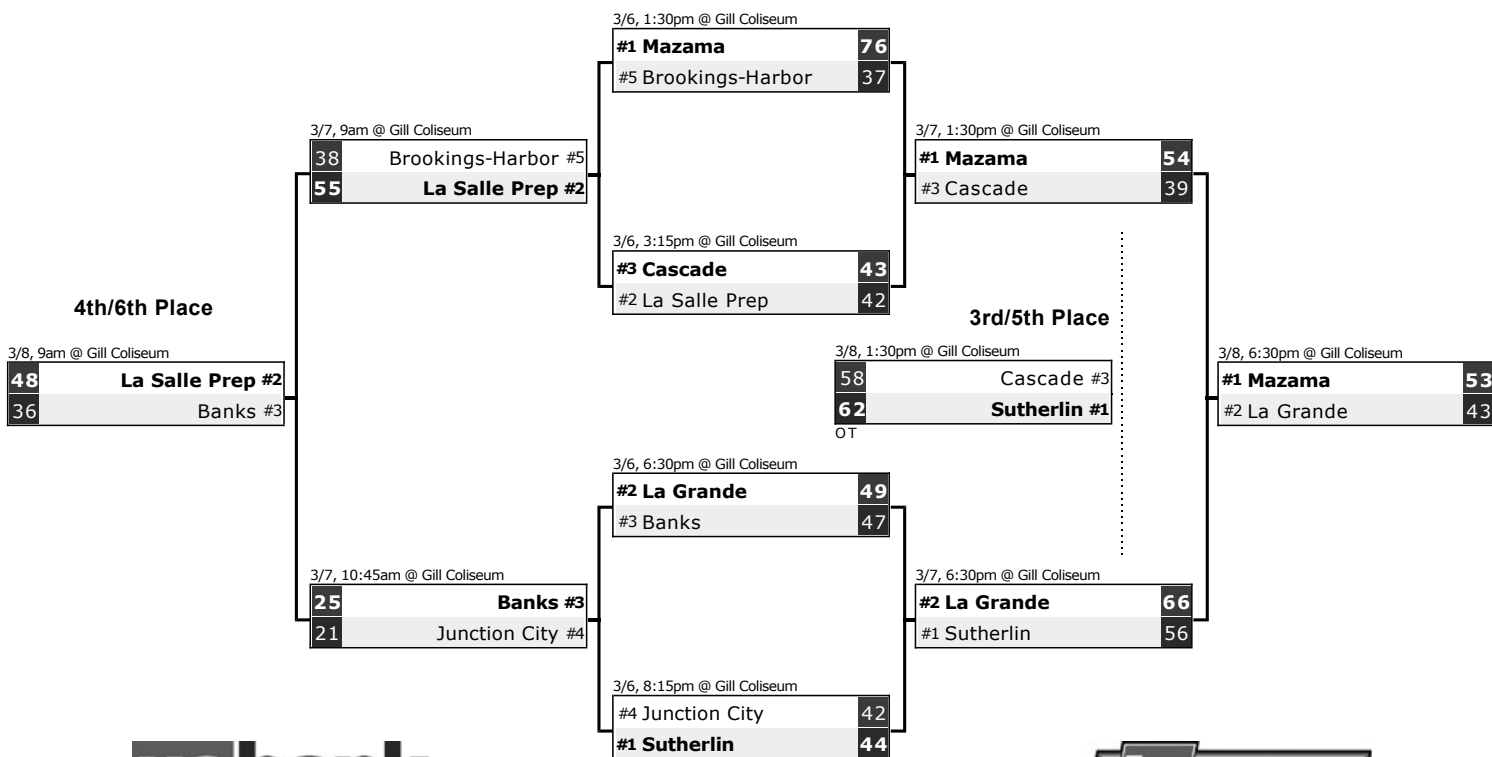 3/6, 1:30pm @ Gill Coliseum
#1 Mazama 76
#5 Brookings-Harbor 37
3/7, 9am @ Gill Coliseum
38 Brookings-Harbor #5
55 La Salle Prep #2
3/7, 1:30pm @ Gill Coliseum
#1 Mazama 54
#3 Cascade 39
3/6, 3:15pm @ Gill Coliseum
#3 Cascade 43
#2 La Salle Prep 42
4th/6th Place
3/8, 9am @ Gill Coliseum
48 La Salle Prep #2
36 Banks #3
3rd/5th Place
3/8, 1:30pm @ Gill Coliseum
58 Cascade #3
62 Sutherlin #1
OT
3/8, 6:30pm @ Gill Coliseum
#1 Mazama 53
#2 La Grande 43
3/6, 6:30pm @ Gill Coliseum
#2 La Grande 49
#3 Banks 47
3/7, 10:45am @ Gill Coliseum
25 Banks #3
21 Junction City #4
3/7, 6:30pm @ Gill Coliseum
#2 La Grande 66
#1 Sutherlin 56
3/6, 8:15pm @ Gill Coliseum
#4 Junction City 42
#1 Sutherlin 44